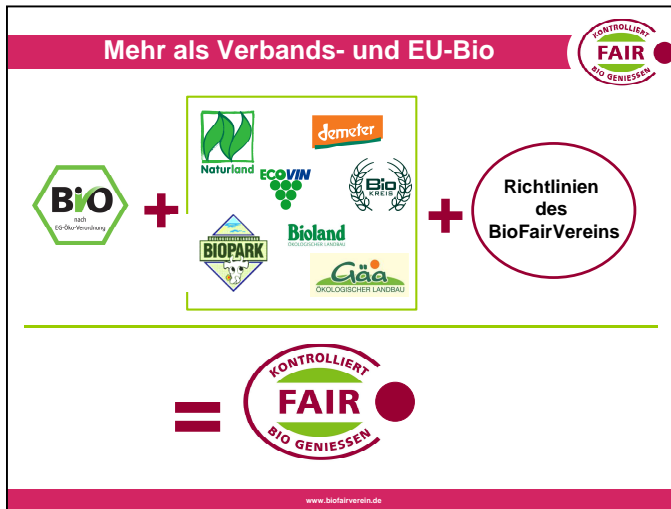 Mehr als Verbands- und EU-Bio
KONTROLLIERT
FAIR
BIO GENIESSEN
Bio
nach
EG-Öko-Verordnung
+
Naturland
demeter
ECOVIN
Bio
KREIS
BIOPARK
Bioland
ÖKOLOGISCHER LANDBAU
Gäa
ÖKOLOGISCHER LANDBAU
+
Richtlinien
des
BioFairVereins
=
KONTROLLIERT
FAIR
BIO GENIESSEN
www.biofairverein.de